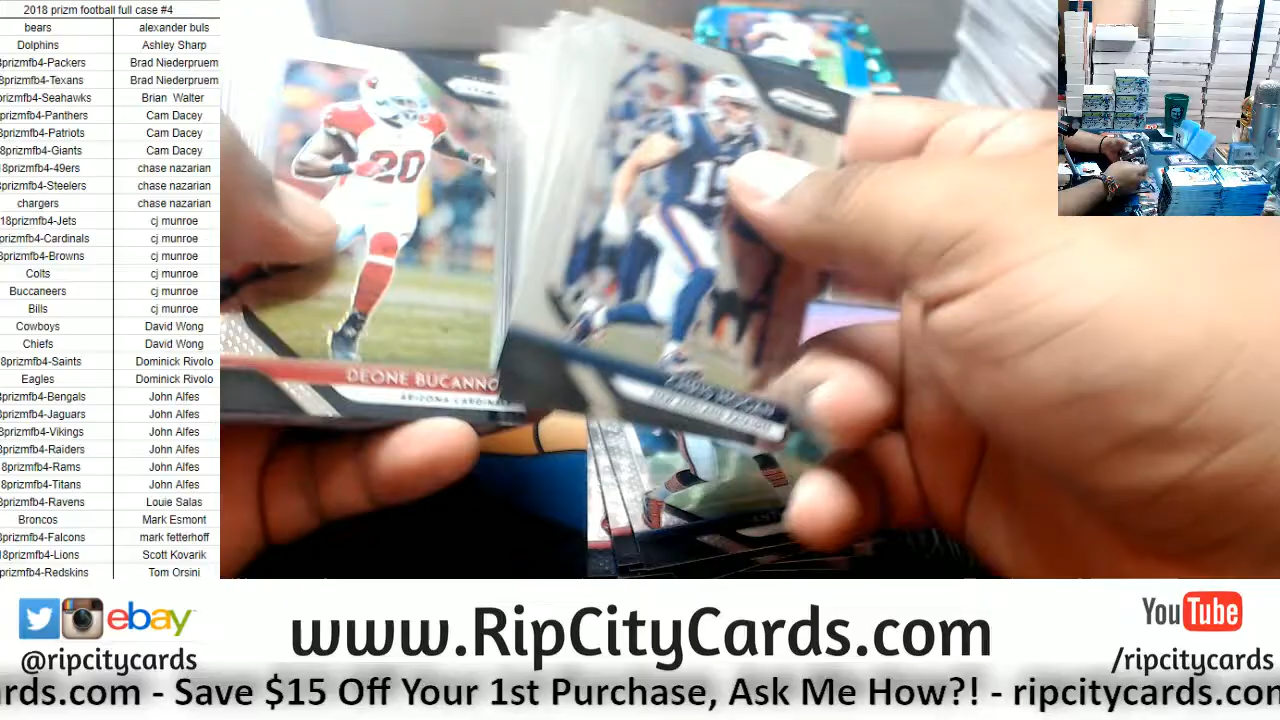 2018 prizm football full case #4
bears alexander buls
Dolphins Ashley Sharp
8prizmfb4-Packers Brad Niederpruem
8prizmfb4-Texans Brad Niederpruem
prizmfb4-Seahawks Brian Walter
prizmfb4-Panthers Cam Dacey
8prizmfb4-Patriots Cam Dacey
8prizmfb4-Giants Cam Dacey
18prizmfb4-49ers chase nazarian
8prizmfb4-Steelers chase nazarian
chargers chase nazarian
18prizmfb4-Jets cj munroe
prizmfb4-Cardinals cj munroe
8prizmfb4-Browns cj munroe
Colts cj munroe
Buccaneers cj munroe
Bills cj munroe
Cowboys David Wong
Chiefs David Wong
8prizmfb4-Saints Dominick Rivolo
Eagles Dominick Rivolo
8prizmfb4-Bengals John Alfes
8prizmfb4-Jaguars John Alfes
8prizmfb4-Vikings John Alfes
8prizmfb4-Raiders John Alfes
8prizmfb4-Rams John Alfes
8prizmfb4-Titans John Alfes
8prizmfb4-Ravens Louie Salas
Broncos Mark Esmont
8prizmfb4-Falcons mark fetterhoff
18prizmfb4-Lions Scott Kovarik
prizmfb4-Redskins Tom Orsini
20
DEONE BUCANNO
ARIZONA CARDINA
ebay
@ripcitycards
www.RipCityCards.com
YouTube
/ripcitycards
ards.com - Save $15 Off Your 1st Purchase, Ask Me How?! - ripcitycards.com